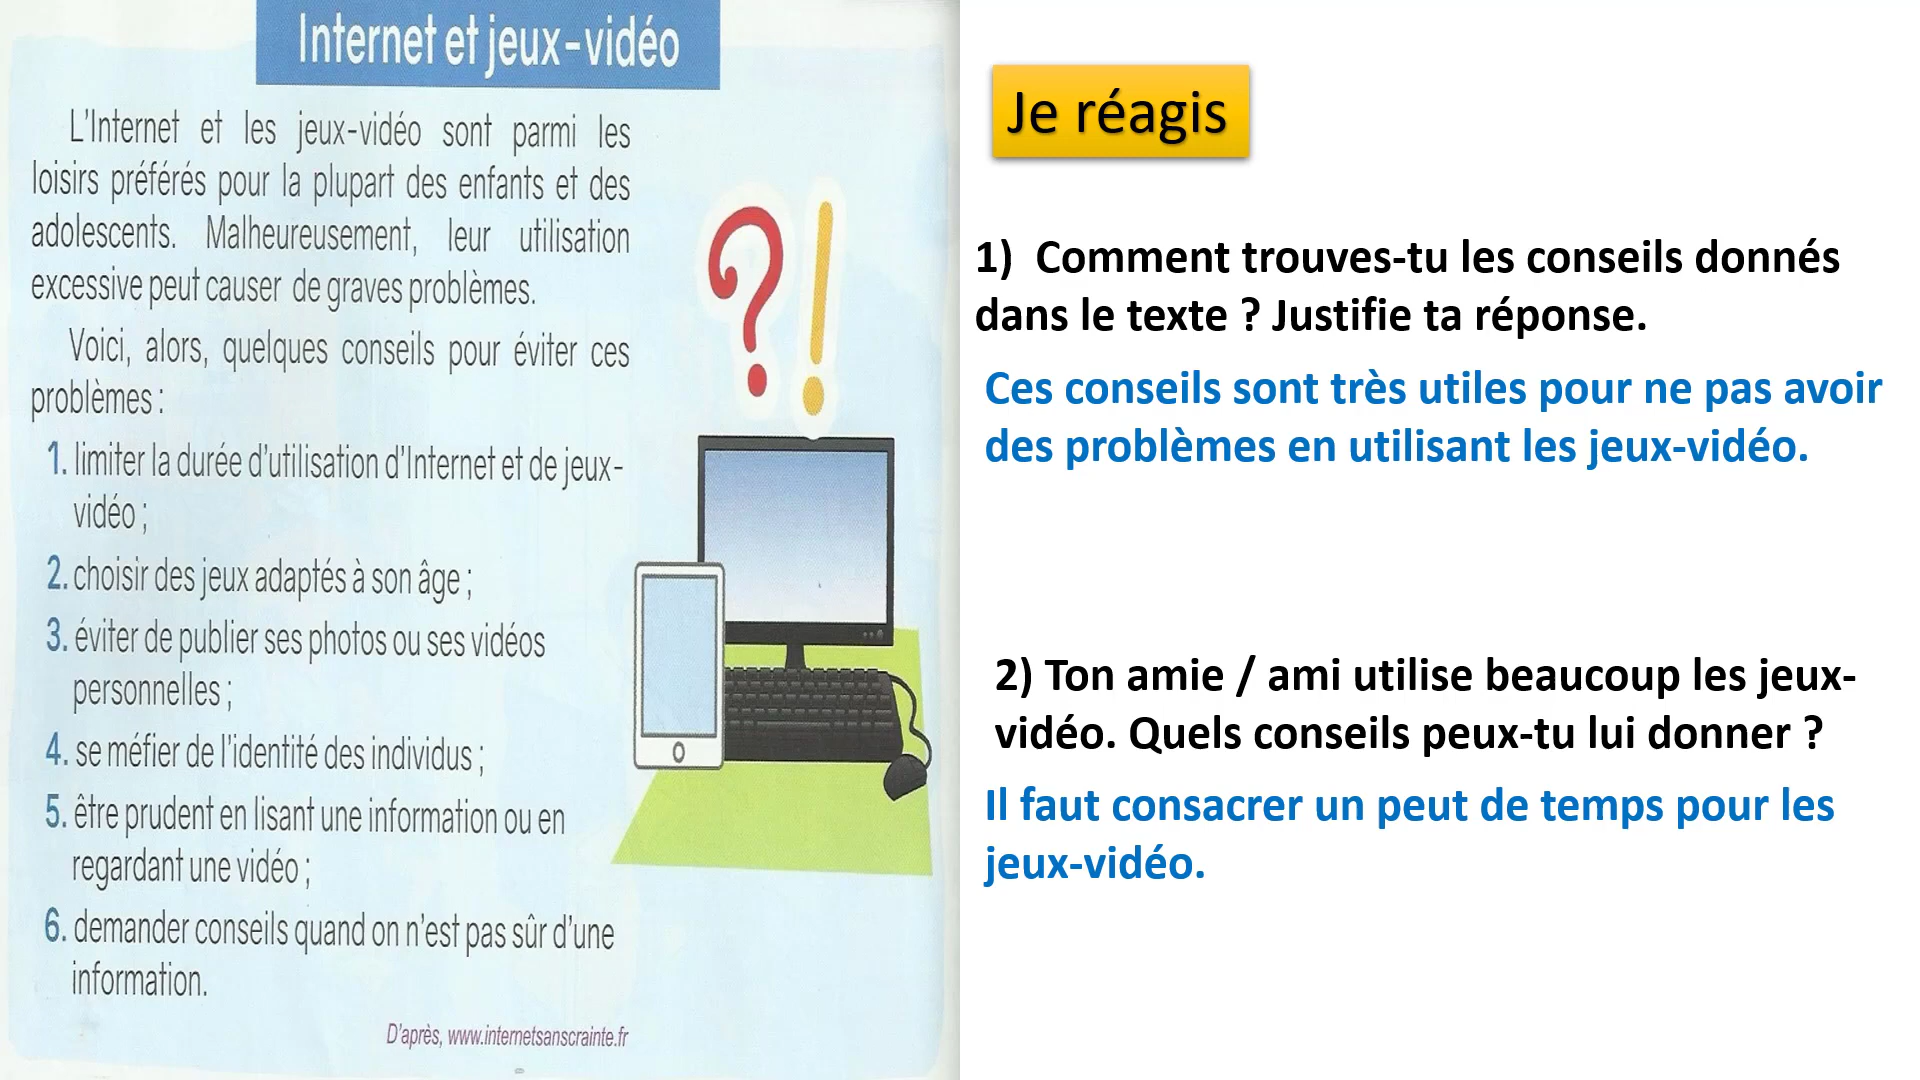 Internet et jeux-vidéo
L'Internet et les jeux-vidéo sont parmi les
loisirs préférés pour la plupart des enfants et des
adolescents. Malheureusement, leur utilisation
excessive peut causer de graves problèmes.
Voici, alors, quelques conseils pour éviter ces
problèmes :
1. limiter la durée d'utilisation d'Internet et de jeux-
vidéo ;
2. choisir des jeux adaptés à son âge ;
3. éviter de publier ses photos ou ses vidéos
personnelles ;
4. se méfier de l'identité des individus ;
5. être prudent en lisant une information ou en
regardant une vidéo ;
6. demander conseils quand on n'est pas sûr d'une
information.
D'après, www.internetsanscrainte.fr
Je réagis
1) Comment trouves-tu les conseils donnés
dans le texte ? Justifie ta réponse.
Ces conseils sont très utiles pour ne pas avoir
des problèmes en utilisant les jeux-vidéo.
2) Ton amie / ami utilise beaucoup les jeux-
vidéo. Quels conseils peux-tu lui donner ?
Il faut consacrer un peut de temps pour les
jeux-vidéo.